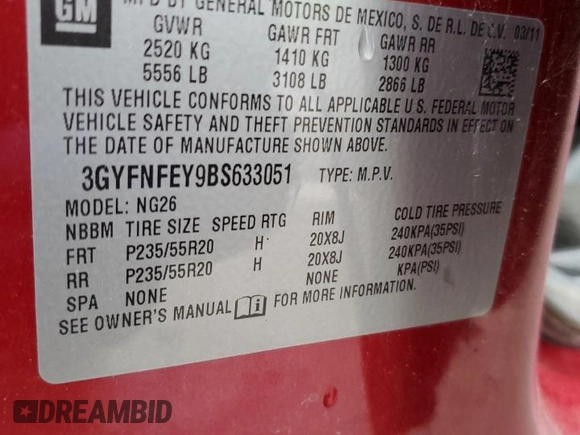 GM
MFD BY GENERAL MOTORS DE MEXICO, S. DE R.L. DE C.V. 03/11
GVWR GAWR FRT GAWR RR
2520 KG 1410 KG 1300 KG
5556 LB 3108 LB 2866 LB
THIS VEHICLE CONFORMS TO ALL APPLICABLE U.S. FEDERAL MOTOR
VEHICLE SAFETY AND THEFT PREVENTION STANDARDS IN EFFECT ON
THE DATE OF MANUFACTURE SHOWN ABOVE.
3GYFNFEY9BS633051 TYPE: M.P.V.
MODEL: NG26
NBBM TIRE SIZE SPEED RTG RIM COLD TIRE PRESSURE
FRT P235/55R20 H 20X8J 240KPA(35PSI)
RR P235/55R20 H 20X8J 240KPA(35PSI)
SPA NONE NONE KPA(PSI)
SEE OWNER'S MANUAL i FOR MORE INFORMATION.
DREAMBID